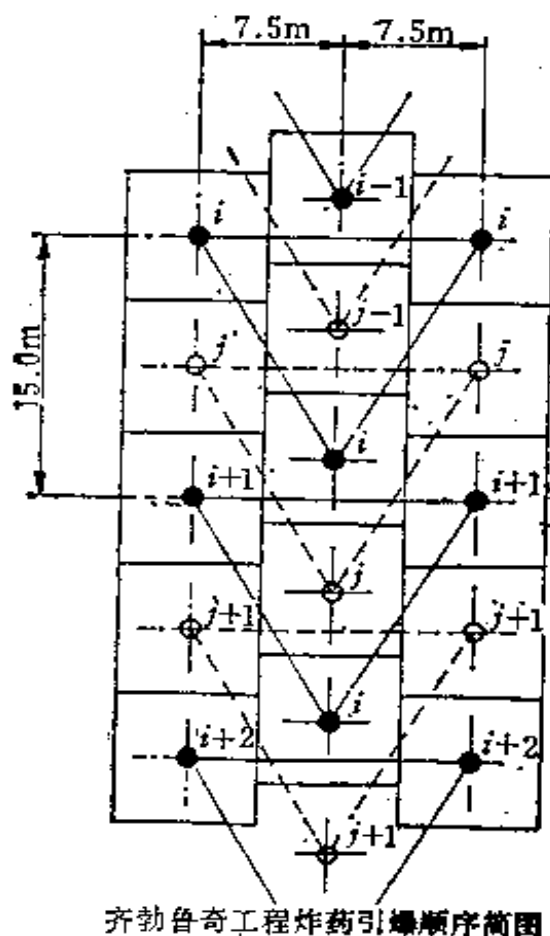 7.5m 7.5m
i-1
i i
j-1
j j
15.0m
i
i+1 i+1
j
j+1 j+1
i
i+2 i+2
j+1
齐勃鲁奇工程炸药引爆顺序简图